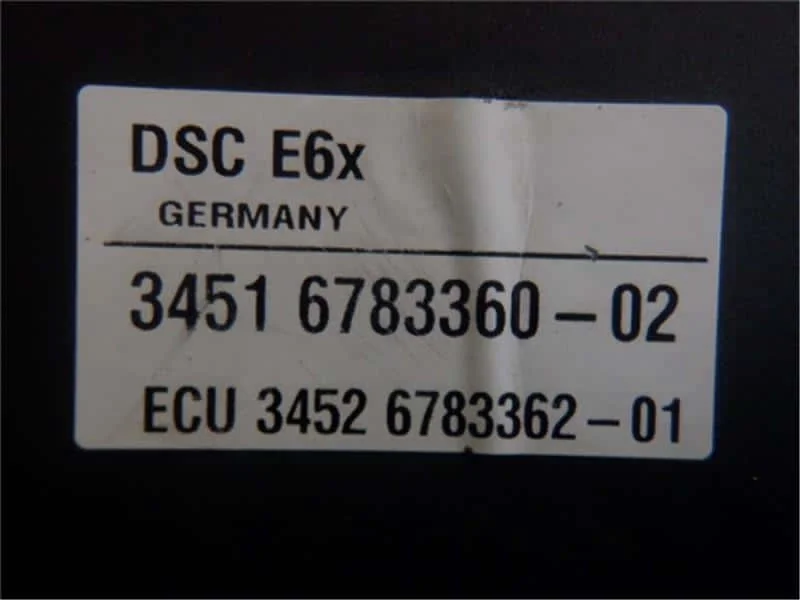 DSC E6x
GERMANY
3451 6783360-02
ECU 3452 6783362-01